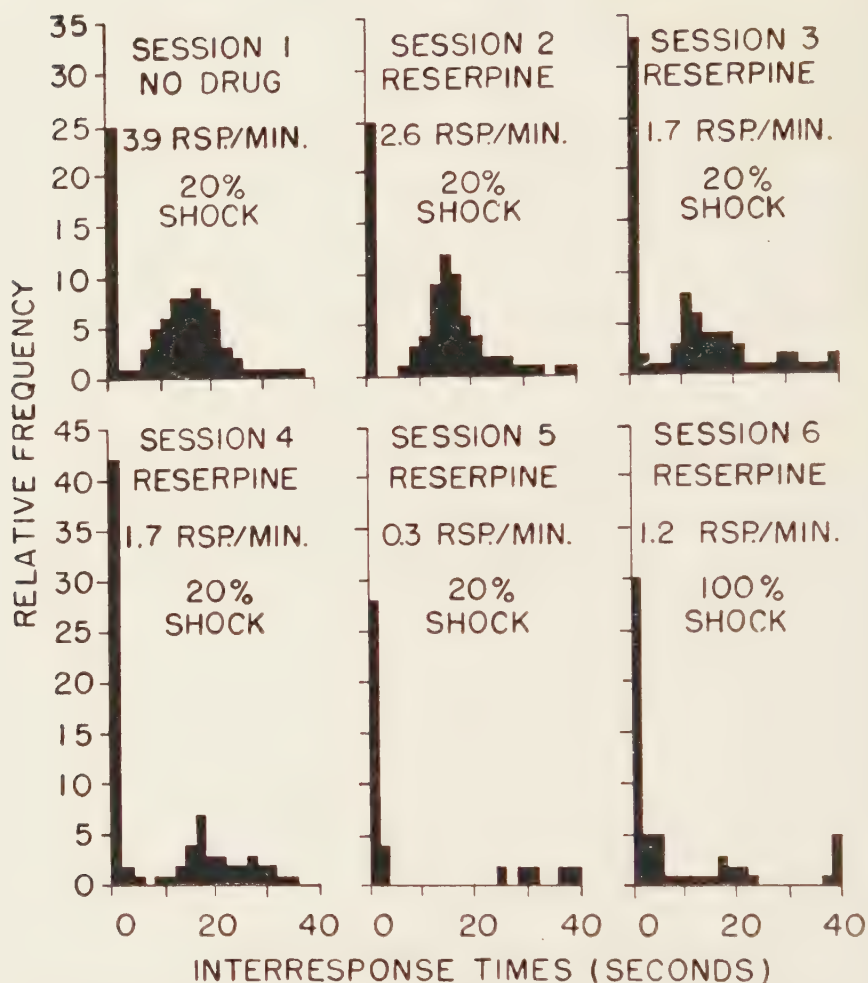 35
30
25
20
15
10
5
0
SESSION 1
NO DRUG
3.9 RSP./MIN.
20%
SHOCK
SESSION 2
RESERPINE
2.6 RSP./MIN.
20%
SHOCK
SESSION 3
RESERPINE
1.7 RSP./MIN.
20%
SHOCK
RELATIVE FREQUENCY
45
40
35
30
25
20
15
10
5
0
SESSION 4
RESERPINE
1.7 RSP./MIN.
20%
SHOCK
SESSION 5
RESERPINE
0.3 RSP./MIN.
20%
SHOCK
SESSION 6
RESERPINE
1.2 RSP./MIN.
100%
SHOCK
0 20 40 0 20 40 0 20 40
INTERRESPONSE TIMES (SECONDS)